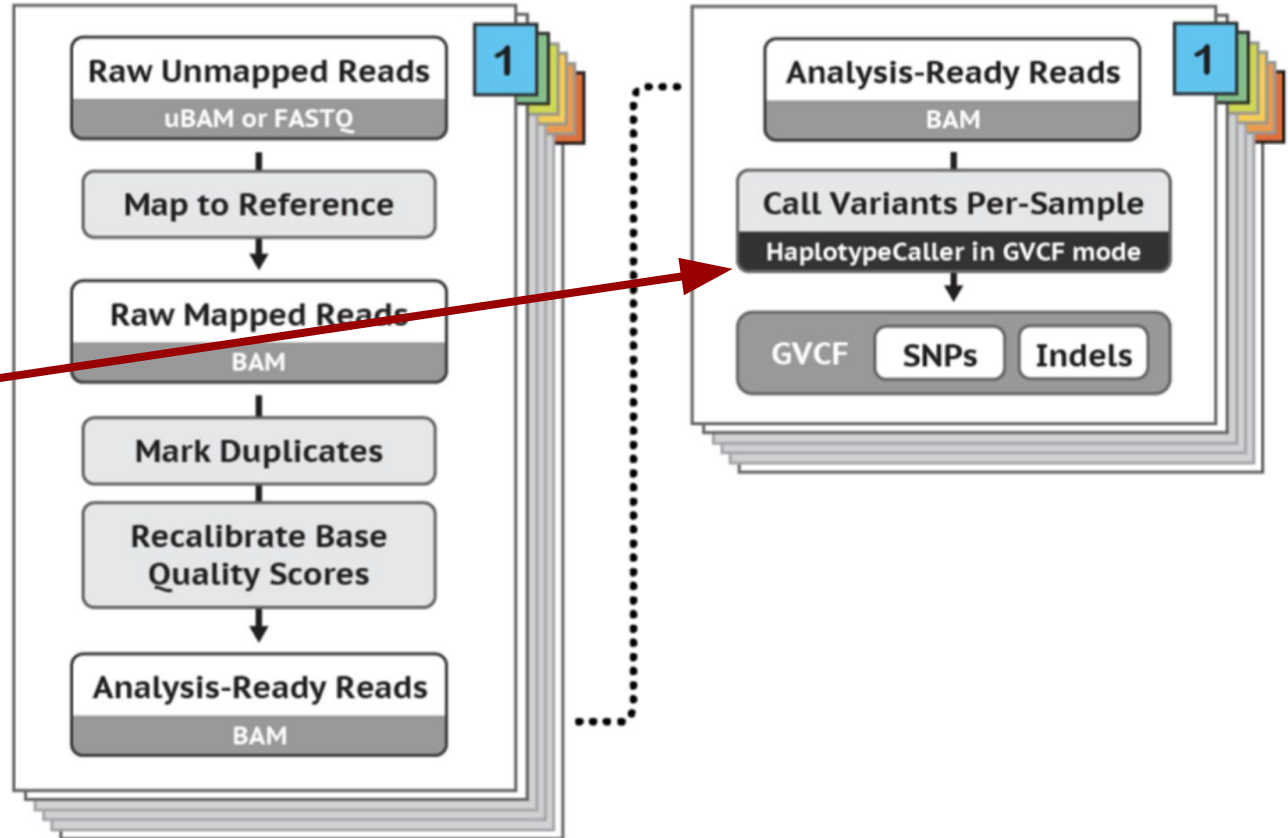 1
Raw Unmapped Reads
uBAM or FASTQ
Map to Reference
Raw Mapped Reads
BAM
Mark Duplicates
Recalibrate Base
Quality Scores
Analysis-Ready Reads
BAM
1
Analysis-Ready Reads
BAM
Call Variants Per-Sample
HaplotypeCaller in GVCF mode
GVCF SNPs Indels